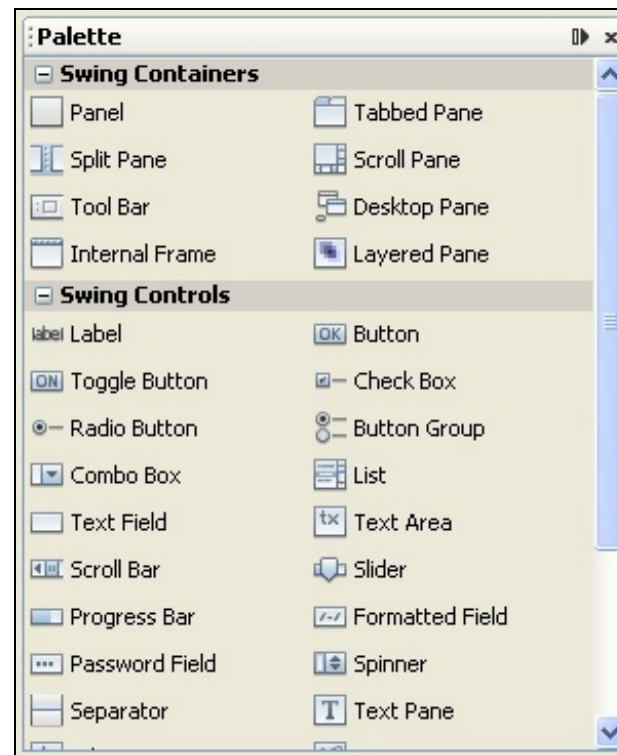 Palette
Swing Containers
Panel Tabbed Pane
Split Pane Scroll Pane
Tool Bar Desktop Pane
Internal Frame Layered Pane
Swing Controls
label Label OK Button
ON Toggle Button Check Box
Radio Button Button Group
Combo Box List
Text Field tx Text Area
Scroll Bar Slider
Progress Bar Formatted Field
Password Field Spinner
Separator T Text Pane